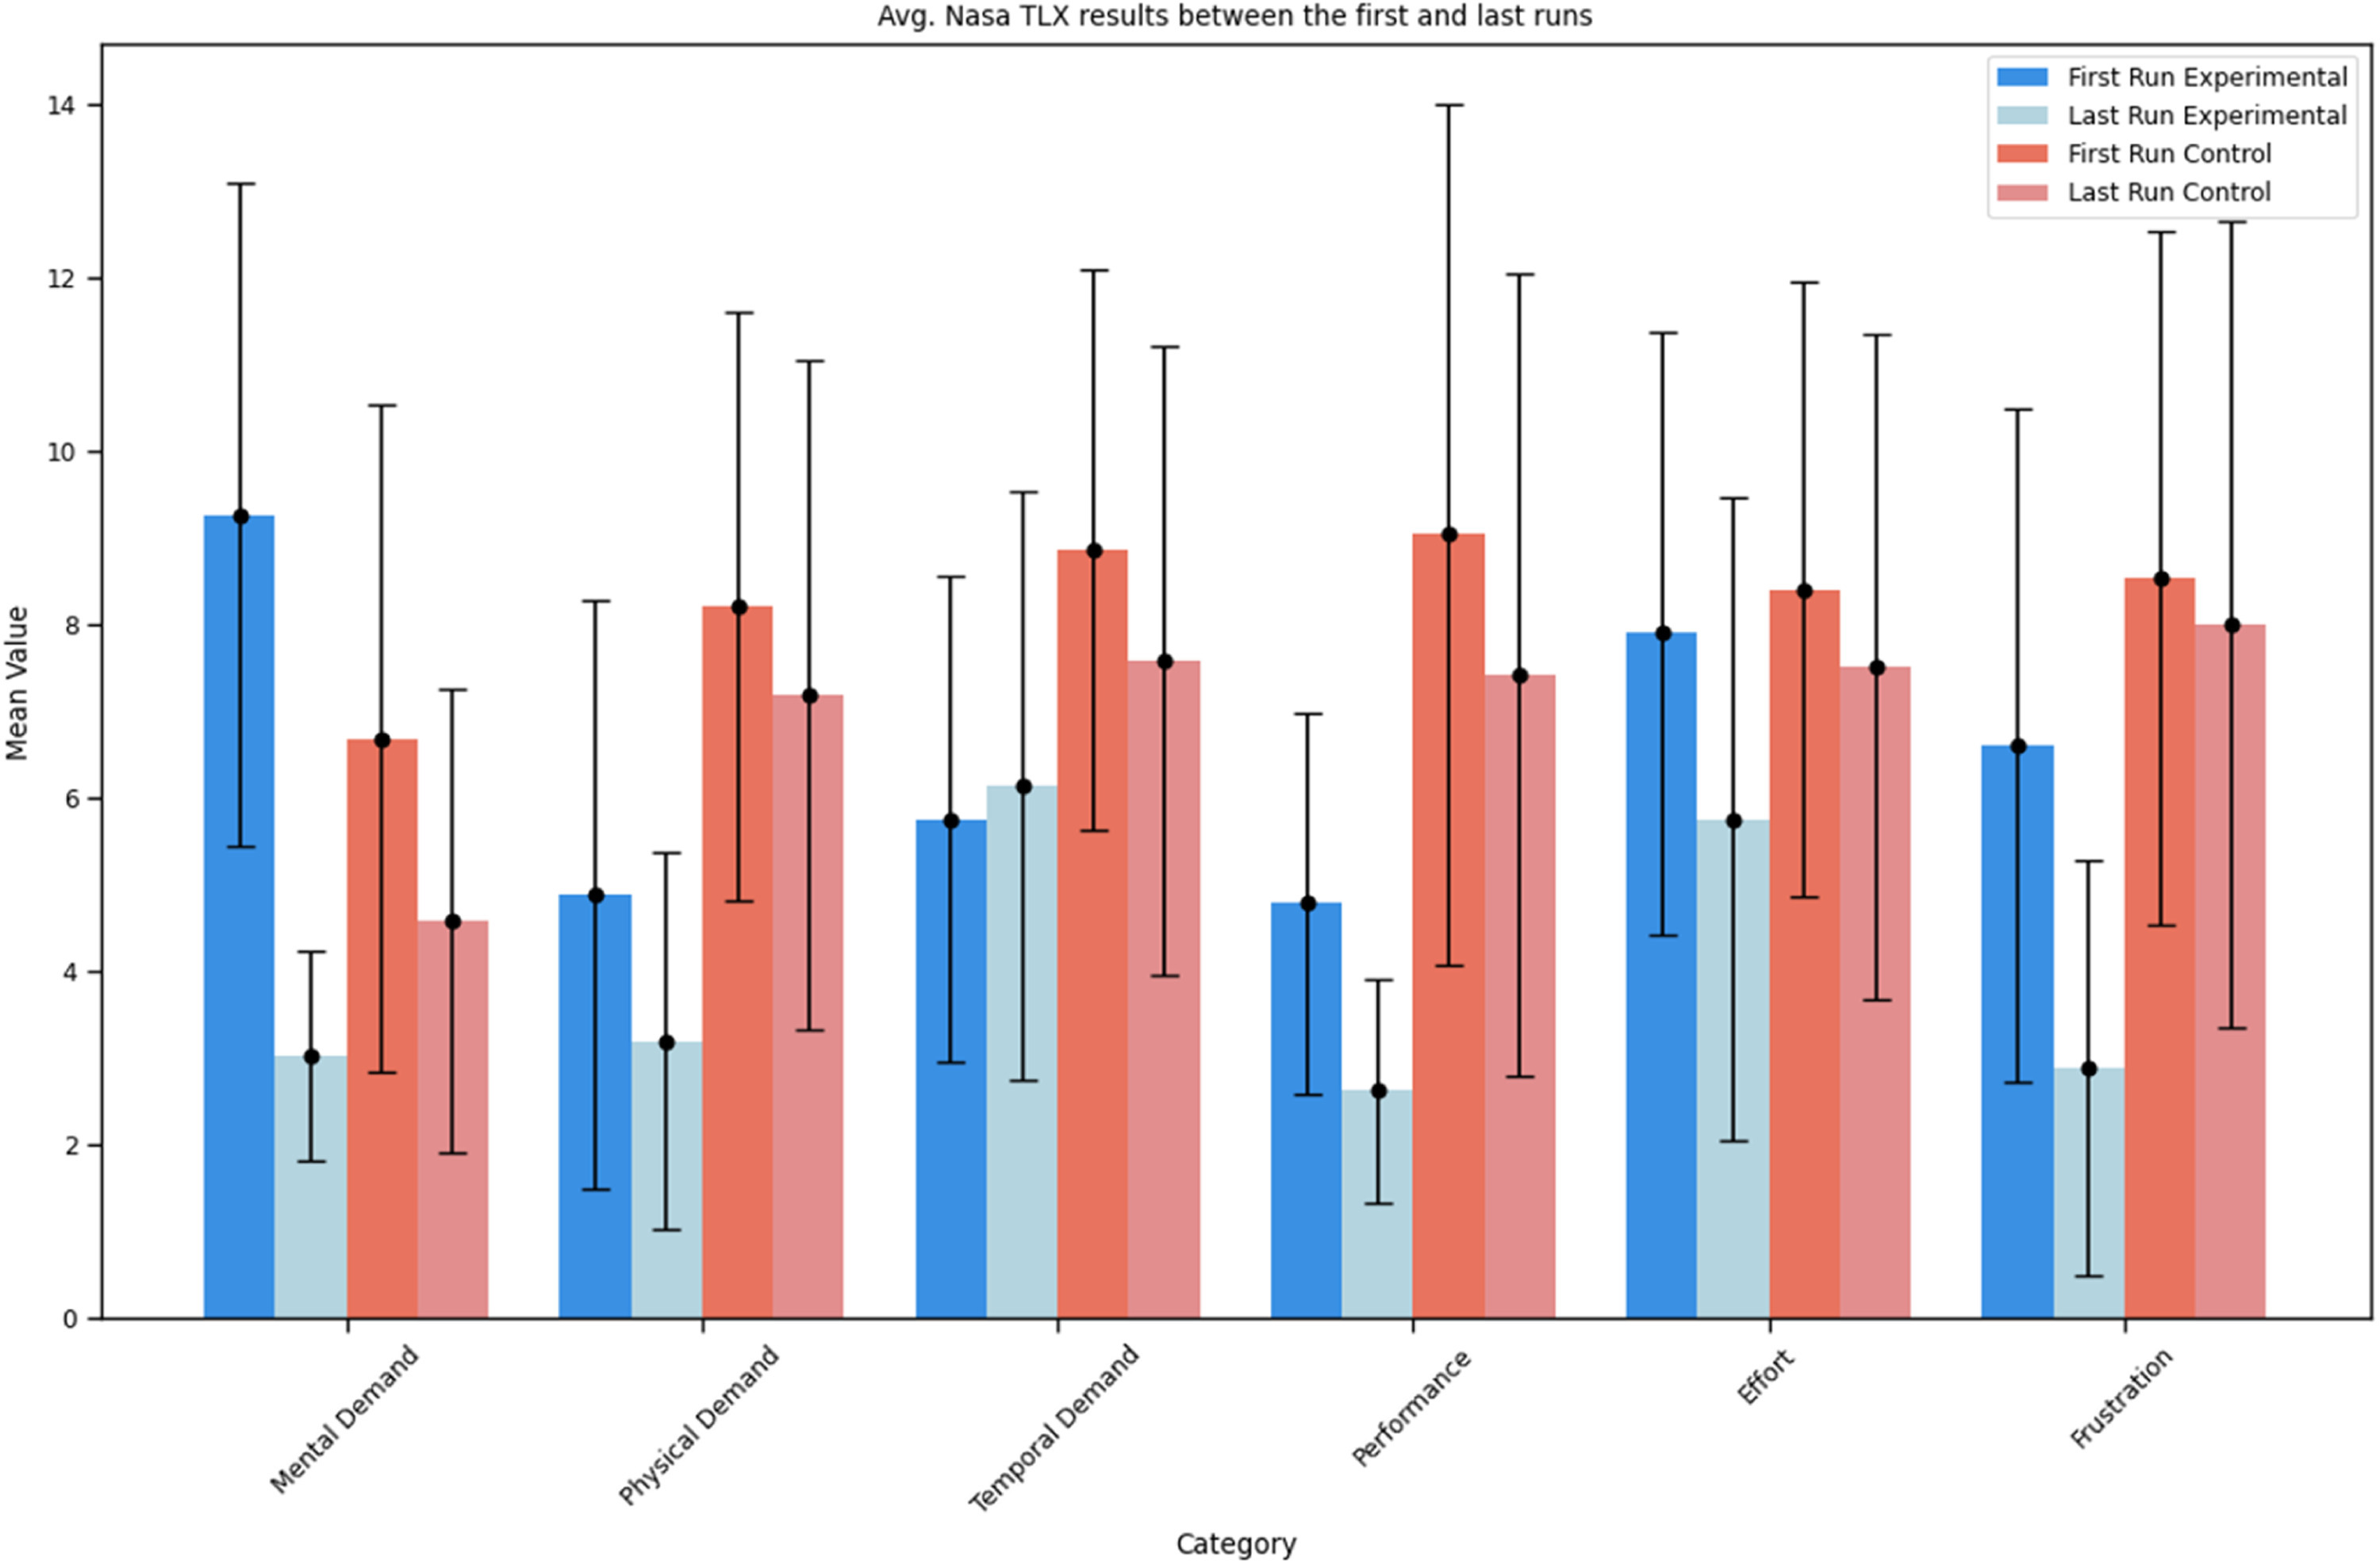 Avg. Nasa TLX results between the first and last runs
First Run Experimental
Last Run Experimental
First Run Control
Last Run Control
Mean Value
14
12
10
8
6
4
2
0
Mental Demand
Physical Demand
Temporal Demand
Performance
Effort
Frustration
Category